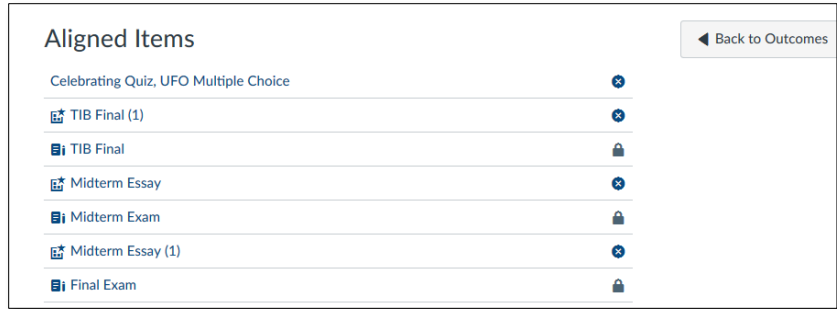 Aligned Items
Back to Outcomes
Celebrating Quiz, UFO Multiple Choice
TIB Final (1)
TIB Final
Midterm Essay
Midterm Exam
Midterm Essay (1)
Final Exam